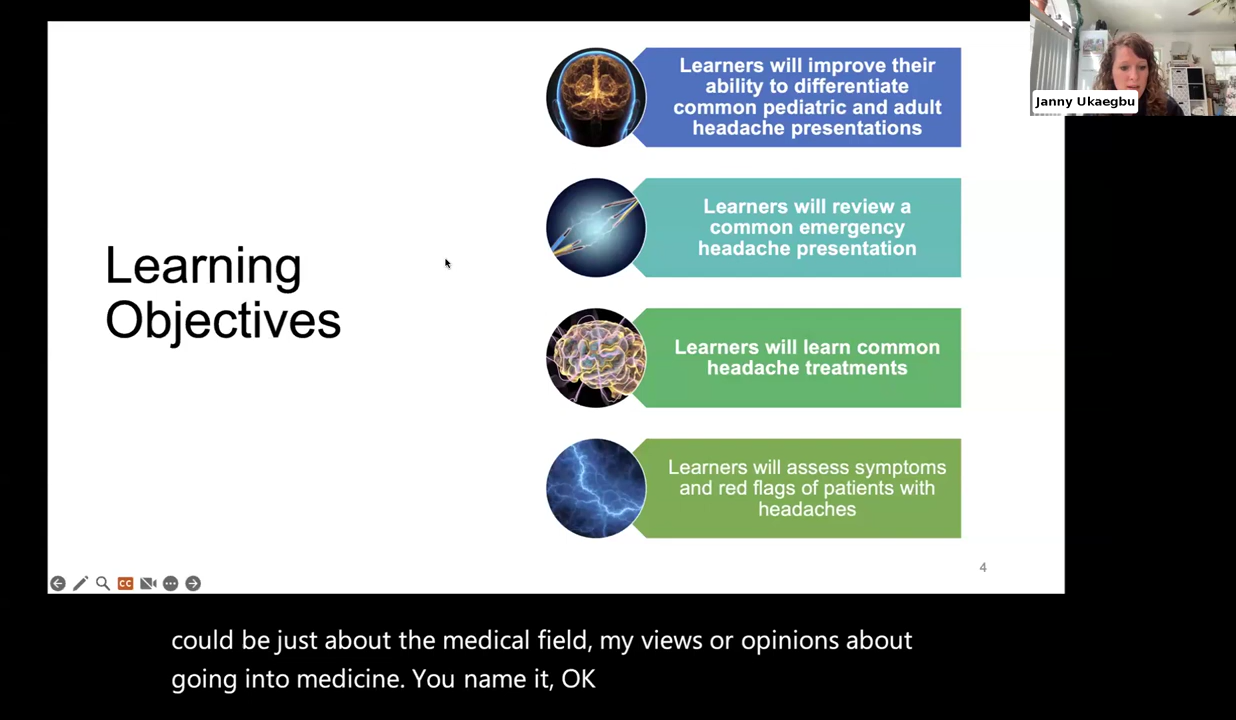 Learning
Objectives
Learners will improve their
ability to differentiate
common pediatric and adult
headache presentations
Learners will review a
common emergency
headache presentation
Learners will learn common
headache treatments
Learners will assess symptoms
and red flags of patients with
headaches
4
CC
Janny Ukaegbu
could be just about the medical field, my views or opinions about
going into medicine. You name it, OK